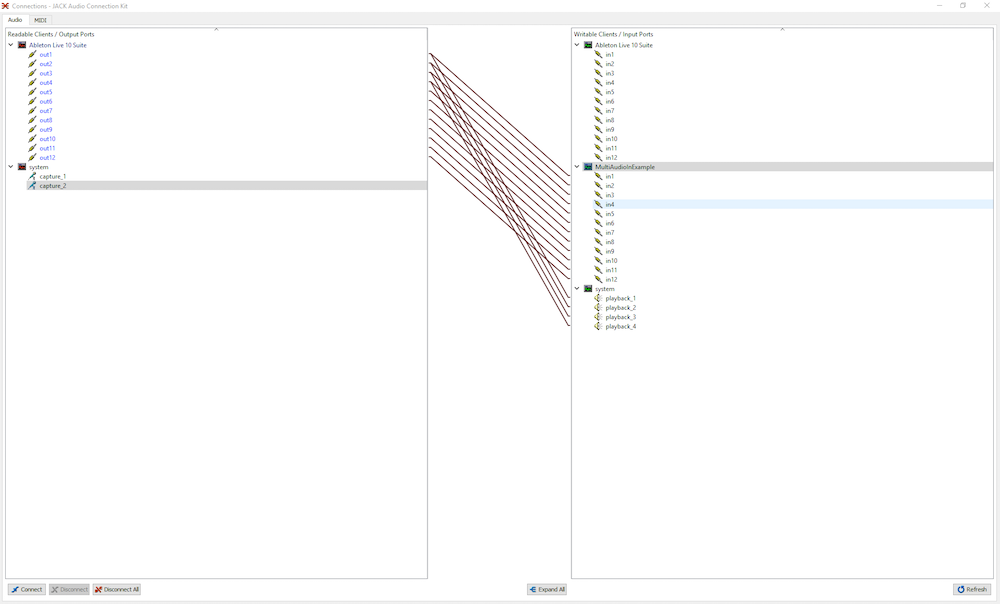 Connections - JACK Audio Connection Kit
Audio MIDI
Readable Clients / Output Ports
Ableton Live 10 Suite
out1
out2
out3
out4
out5
out6
out7
out8
out9
out10
out11
out12
system
capture_1
capture_2
Writable Clients / Input Ports
Ableton Live 10 Suite
in1
in2
in3
in4
in5
in6
in7
in8
in9
in10
in11
in12
MultiAudioInExample
in1
in2
in3
in4
in5
in6
in7
in8
in9
in10
in11
in12
system
playback_1
playback_2
playback_3
playback_4
Connect Disconnect Disconnect All Expand All Refresh